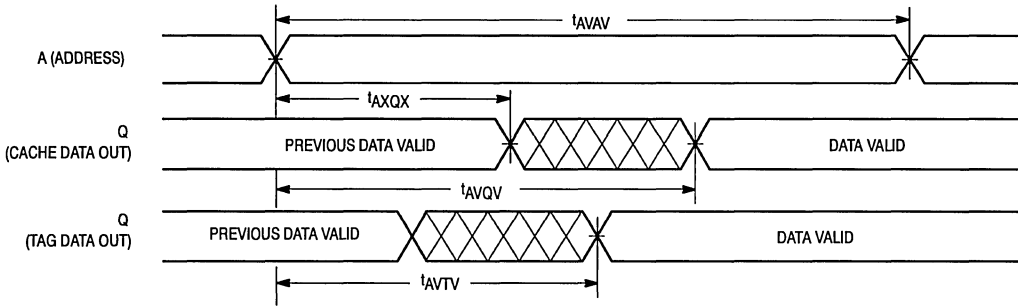 tAVAV
A (ADDRESS)
tAXQX
Q
(CACHE DATA OUT)
PREVIOUS DATA VALID
DATA VALID
tAVQV
Q
(TAG DATA OUT)
PREVIOUS DATA VALID
DATA VALID
tAVTV